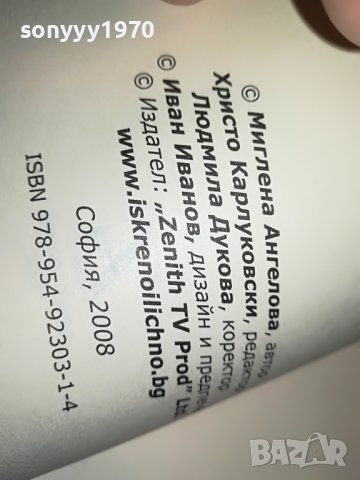 sonyyy1970
© Миглена Ангелова, автор
Христо Карлуковски, редактор
Людмила Дукова, коректор
© Иван Иванов, дизайн и
© Издател: „Zenith TV Prod" Ltd
www.iskrenoilichno.bg
София, 2008
ISBN 978-954-92303-1-4
BAZAR